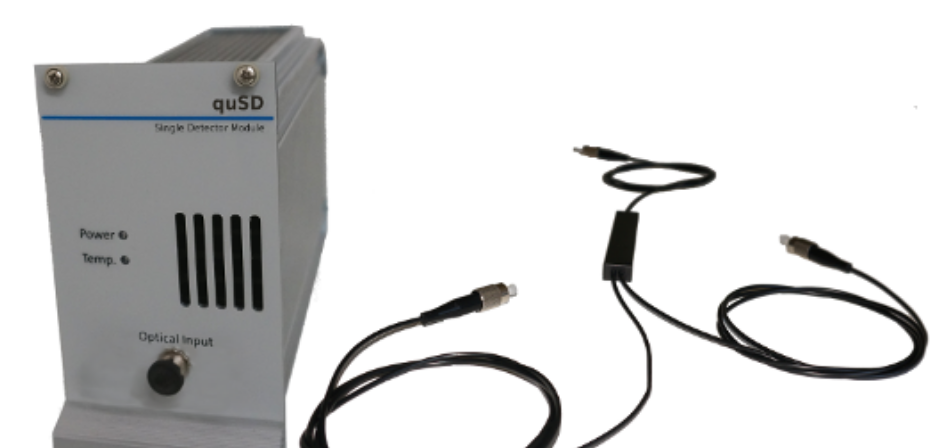 quSD
Single Detector Module
Power
Temp.
Optical Input